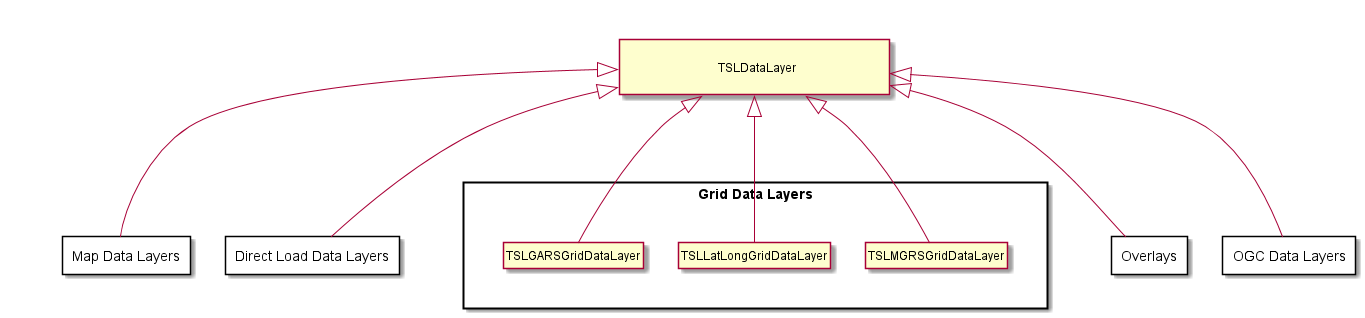 TSLDataLayer
Grid Data Layers
Map Data Layers
Direct Load Data Layers
TSLGARSGridDataLayer
TSLLatLongGridDataLayer
TSLMGRSGridDataLayer
Overlays
OGC Data Layers